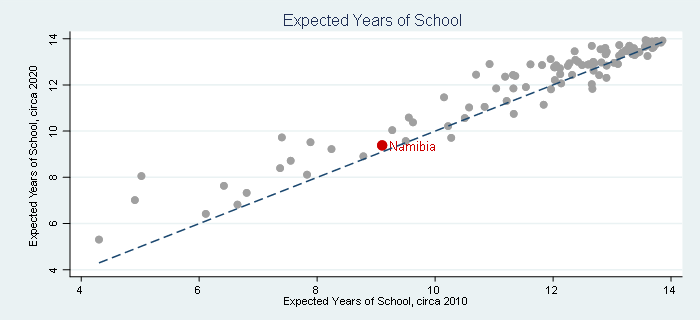 Expected Years of School
Expected Years of School, circa 2020
14
12
10
8
6
4
Namibia
4 6 8 10 12 14
Expected Years of School, circa 2010